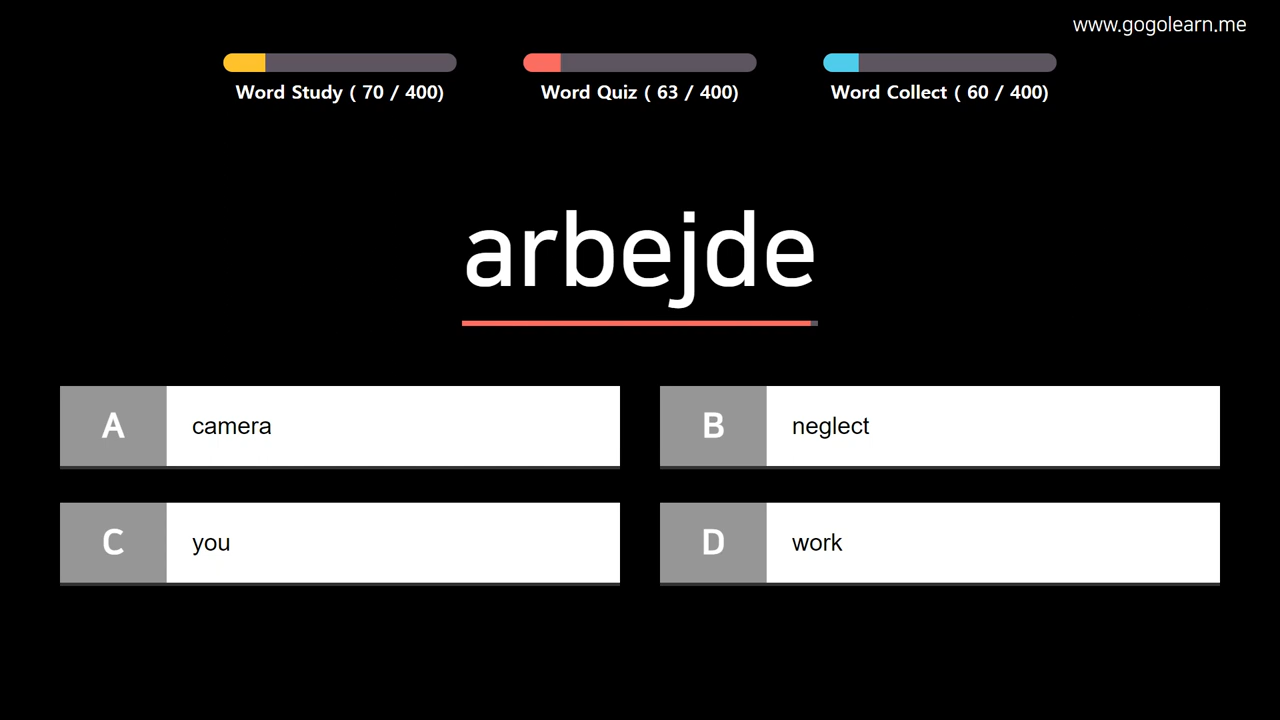 www.gogolearn.me
Word Study ( 70 / 400)
Word Quiz ( 63 / 400)
Word Collect ( 60 / 400)
arbejde
A camera
B neglect
C you
D work